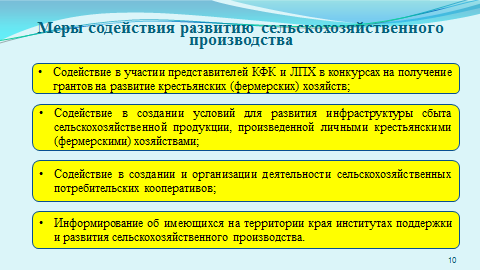 Меры содействия развитию сельскохозяйственного
производства
• Содействие в участии представителей КФК и ЛПХ в конкурсах на получение
грантов на развитие крестьянских (фермерских) хозяйств;
• Содействие в создании условий для развития инфраструктуры сбыта
сельскохозяйственной продукции, произведенной личными крестьянскими
(фермерскими) хозяйствами;
• Содействие в создании и организации деятельности сельскохозяйственных
потребительских кооперативов;
• Информирование об имеющихся на территории края институтах поддержки
и развития сельскохозяйственного производства.
10